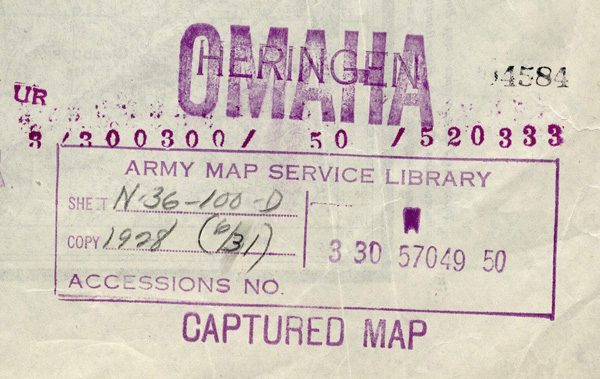 OMAHA
HERINGEN
14584
UR
3/300300/ 50 /520333
ARMY MAP SERVICE LIBRARY
SHEET N-36-100-D
COPY 1928 (6/31)
3 30 57049 50
ACCESSIONS NO.
CAPTURED MAP